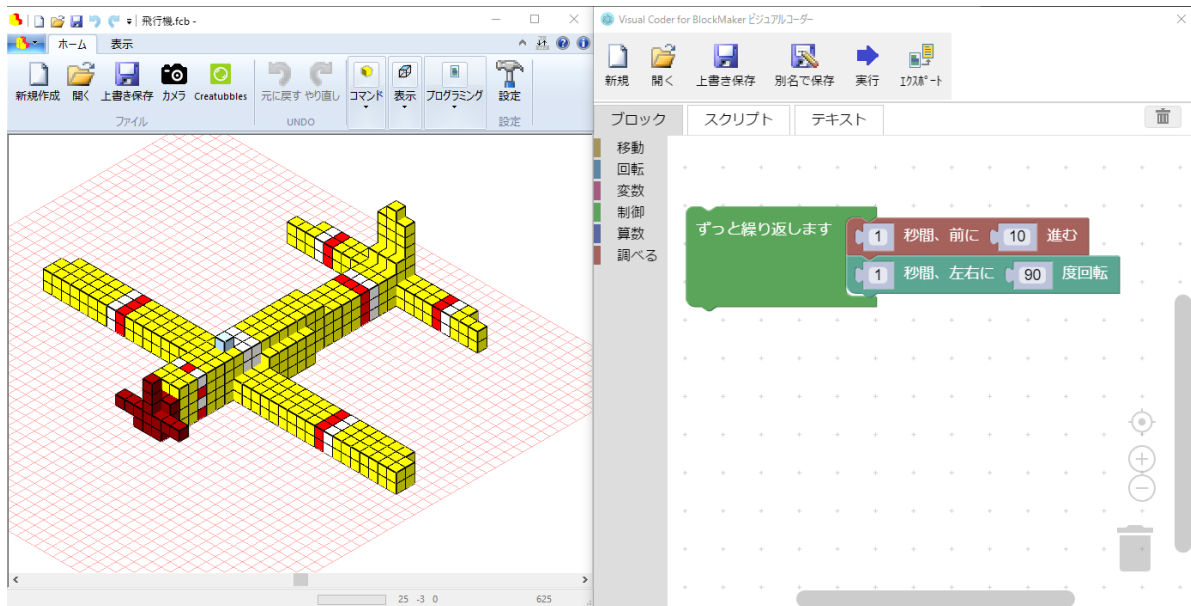 飛行機.fcb -
ホーム 表示
新規作成 開く 上書き保存 カメラ Creatubbles 元に戻す やり直し コマンド 表示 プログラミング 設定
ファイル UNDO 設定
25 -3 0 625
Visual Coder for BlockMaker ビジュアルコーダー
新規 開く 上書き保存 別名で保存 実行 エクスポート
ブロック スクリプト テキスト
移動
回転
変数
制御
算数
調べる
ずっと繰り返します
1 秒間、前に 10 進む
1 秒間、左右に 90 度回転